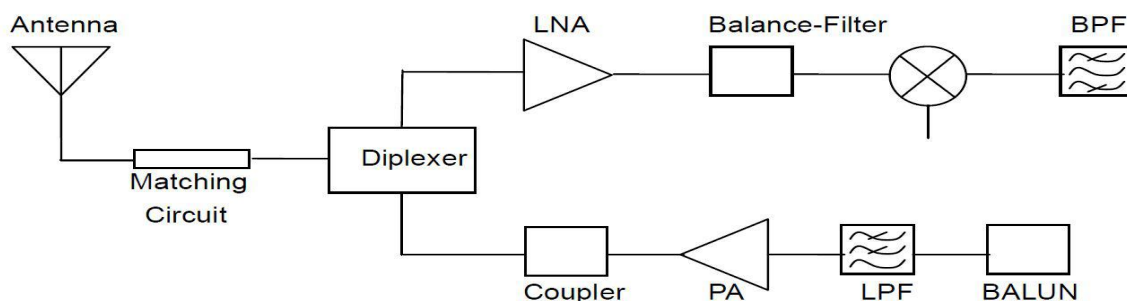 Antenna
LNA
Balance-Filter
BPF
Diplexer
Matching
Circuit
Coupler
PA
LPF
BALUN